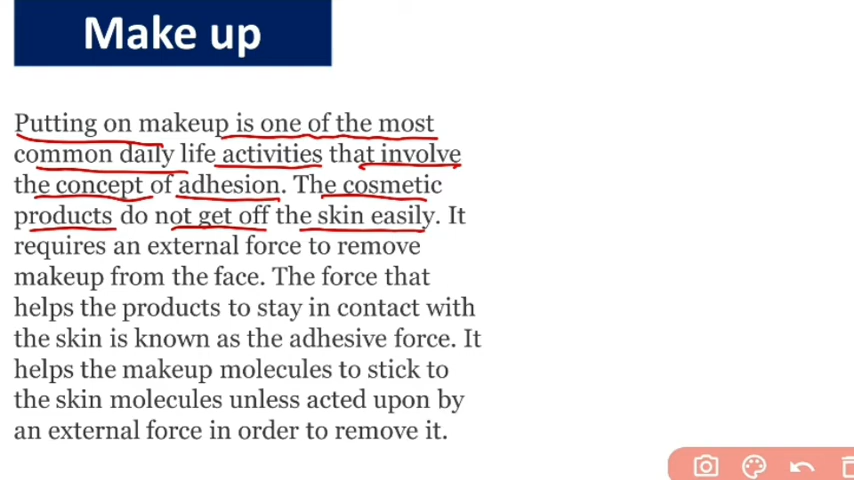 Make up
Putting on makeup is one of the most
common daily life activities that involve
the concept of adhesion. The cosmetic
products do not get off the skin easily. It
requires an external force to remove
makeup from the face. The force that
helps the products to stay in contact with
the skin is known as the adhesive force. It
helps the makeup molecules to stick to
the skin molecules unless acted upon by
an external force in order to remove it.